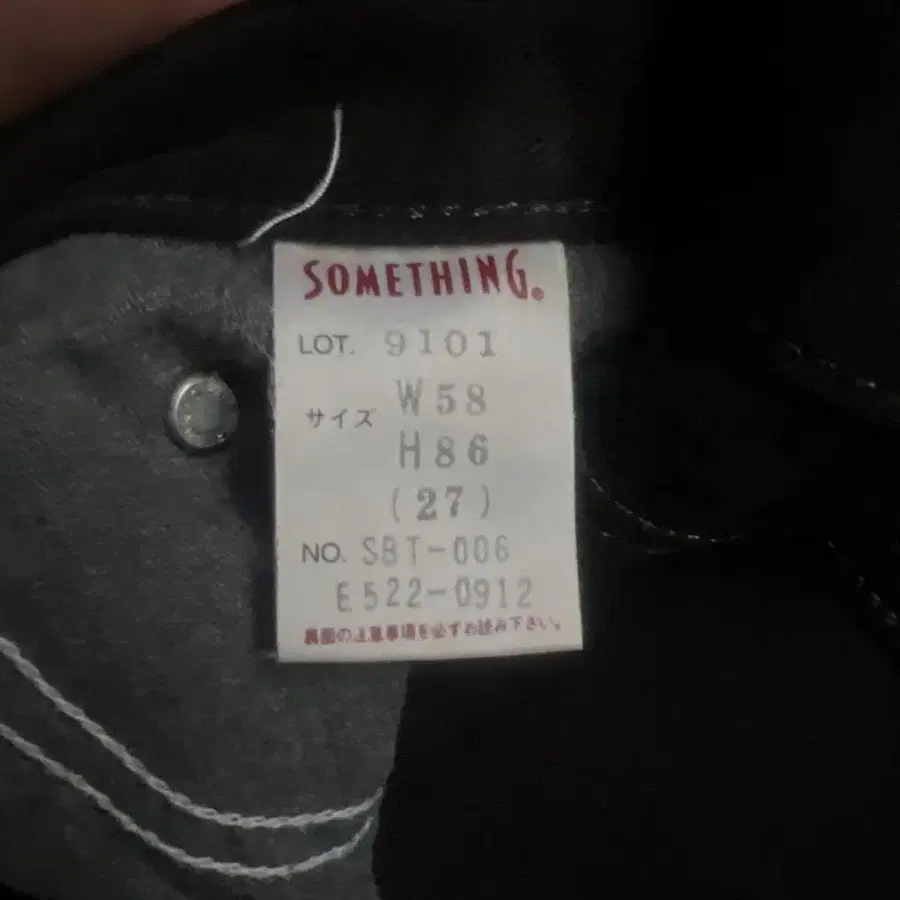 SOMETHING®
LOT. 9101
サイズ W58
H86
(27)
NO. SBT-006
E522-0912
裏面の注意事項を必ずお読み下さい。